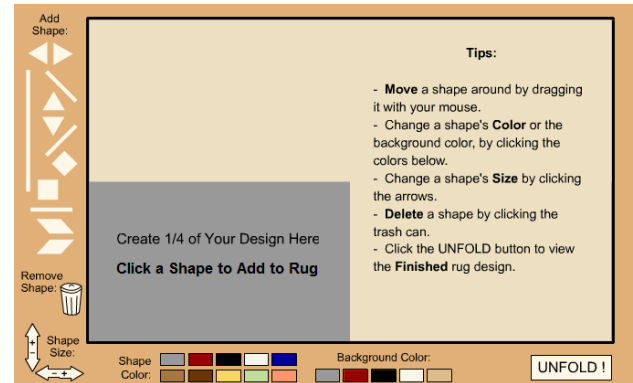 Add
Shape:
Tips:
- Move a shape around by dragging
it with your mouse.
- Change a shape's Color or the
background color, by clicking the
colors below.
- Change a shape's Size by clicking
the arrows.
- Delete a shape by clicking the
trash can.
- Click the UNFOLD button to view
the Finished rug design.
Create 1/4 of Your Design Here
Click a Shape to Add to Rug
Remove
Shape:
+
-
Shape
Size:
- +
Shape
Color:
Background Color:
UNFOLD !